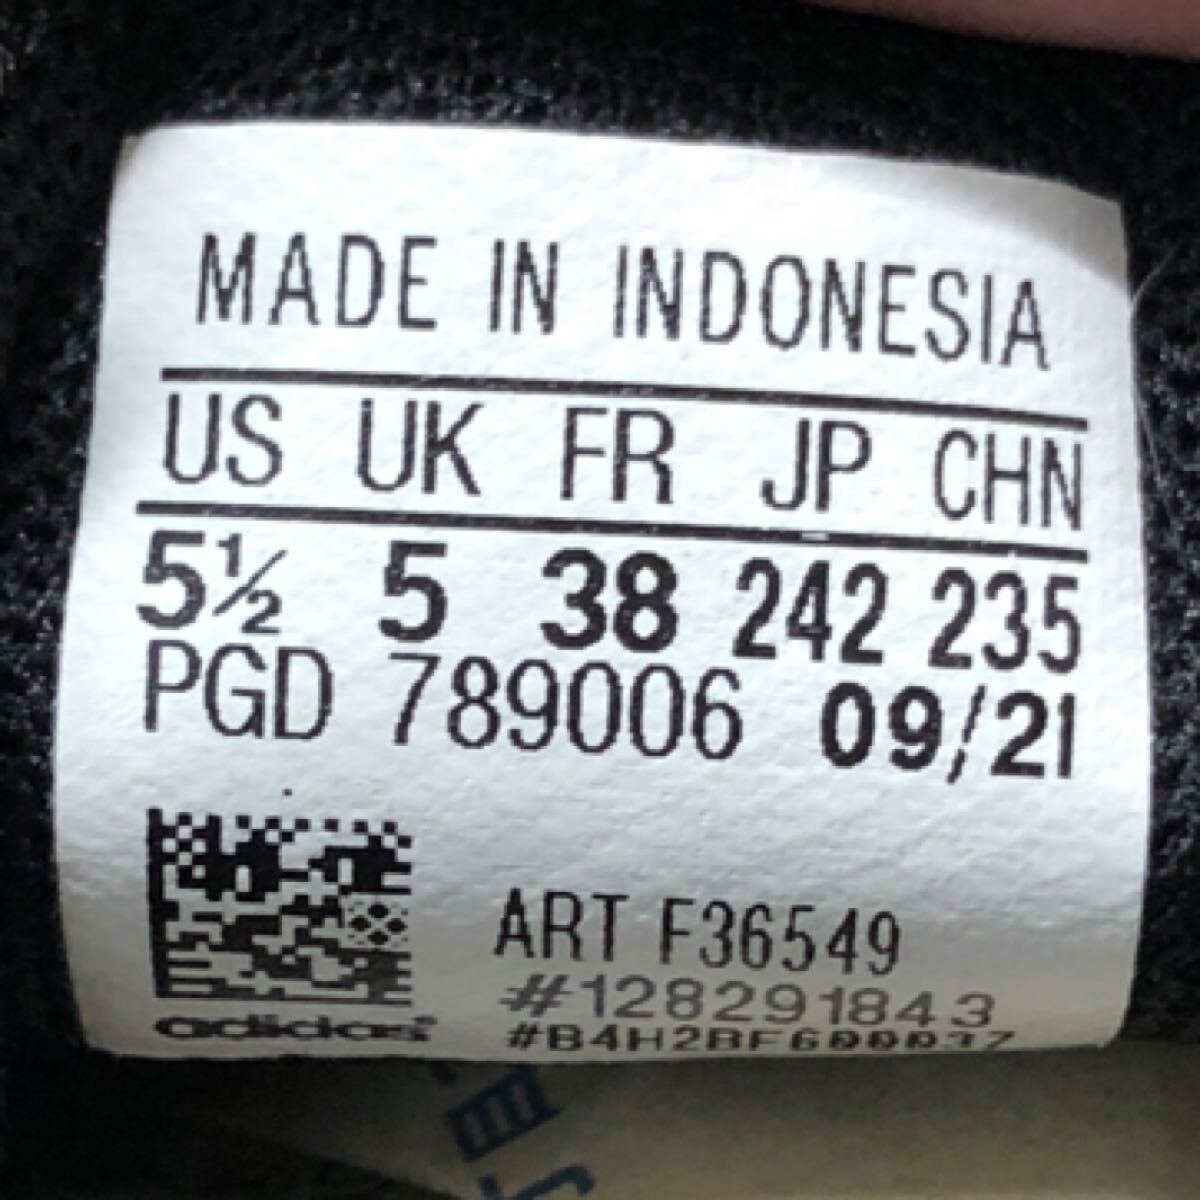 MADE IN INDONESIA
US UK FR JP CHN
5½ 5 38 242 235
PGD 789006 09/21
ART F36549
#128291843
adidas